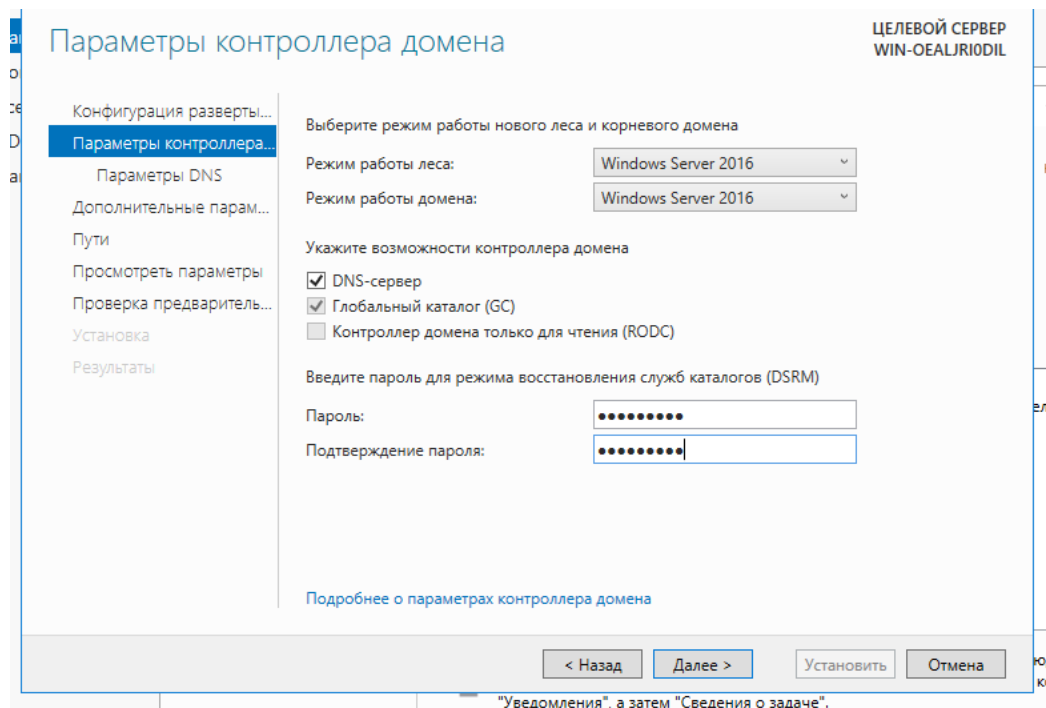 Параметры контроллера домена
ЦЕЛЕВОЙ СЕРВЕР
WIN-OEALJRI0DIL
Конфигурация разверты...
Параметры контроллера...
Параметры DNS
Дополнительные парам...
Пути
Просмотреть параметры
Проверка предваритель...
Установка
Результаты
Выберите режим работы нового леса и корневого домена
Режим работы леса: Windows Server 2016
Режим работы домена: Windows Server 2016
Укажите возможности контроллера домена
DNS-сервер
Глобальный каталог (GC)
Контроллер домена только для чтения (RODC)
Введите пароль для режима восстановления служб каталогов (DSRM)
Пароль: ●●●●●●●●●
Подтверждение пароля: ●●●●●●●●●
Подробнее о параметрах контроллера домена
< Назад
Далее >
Установить
Отмена
"Уведомления", а затем "Сведения о задаче".